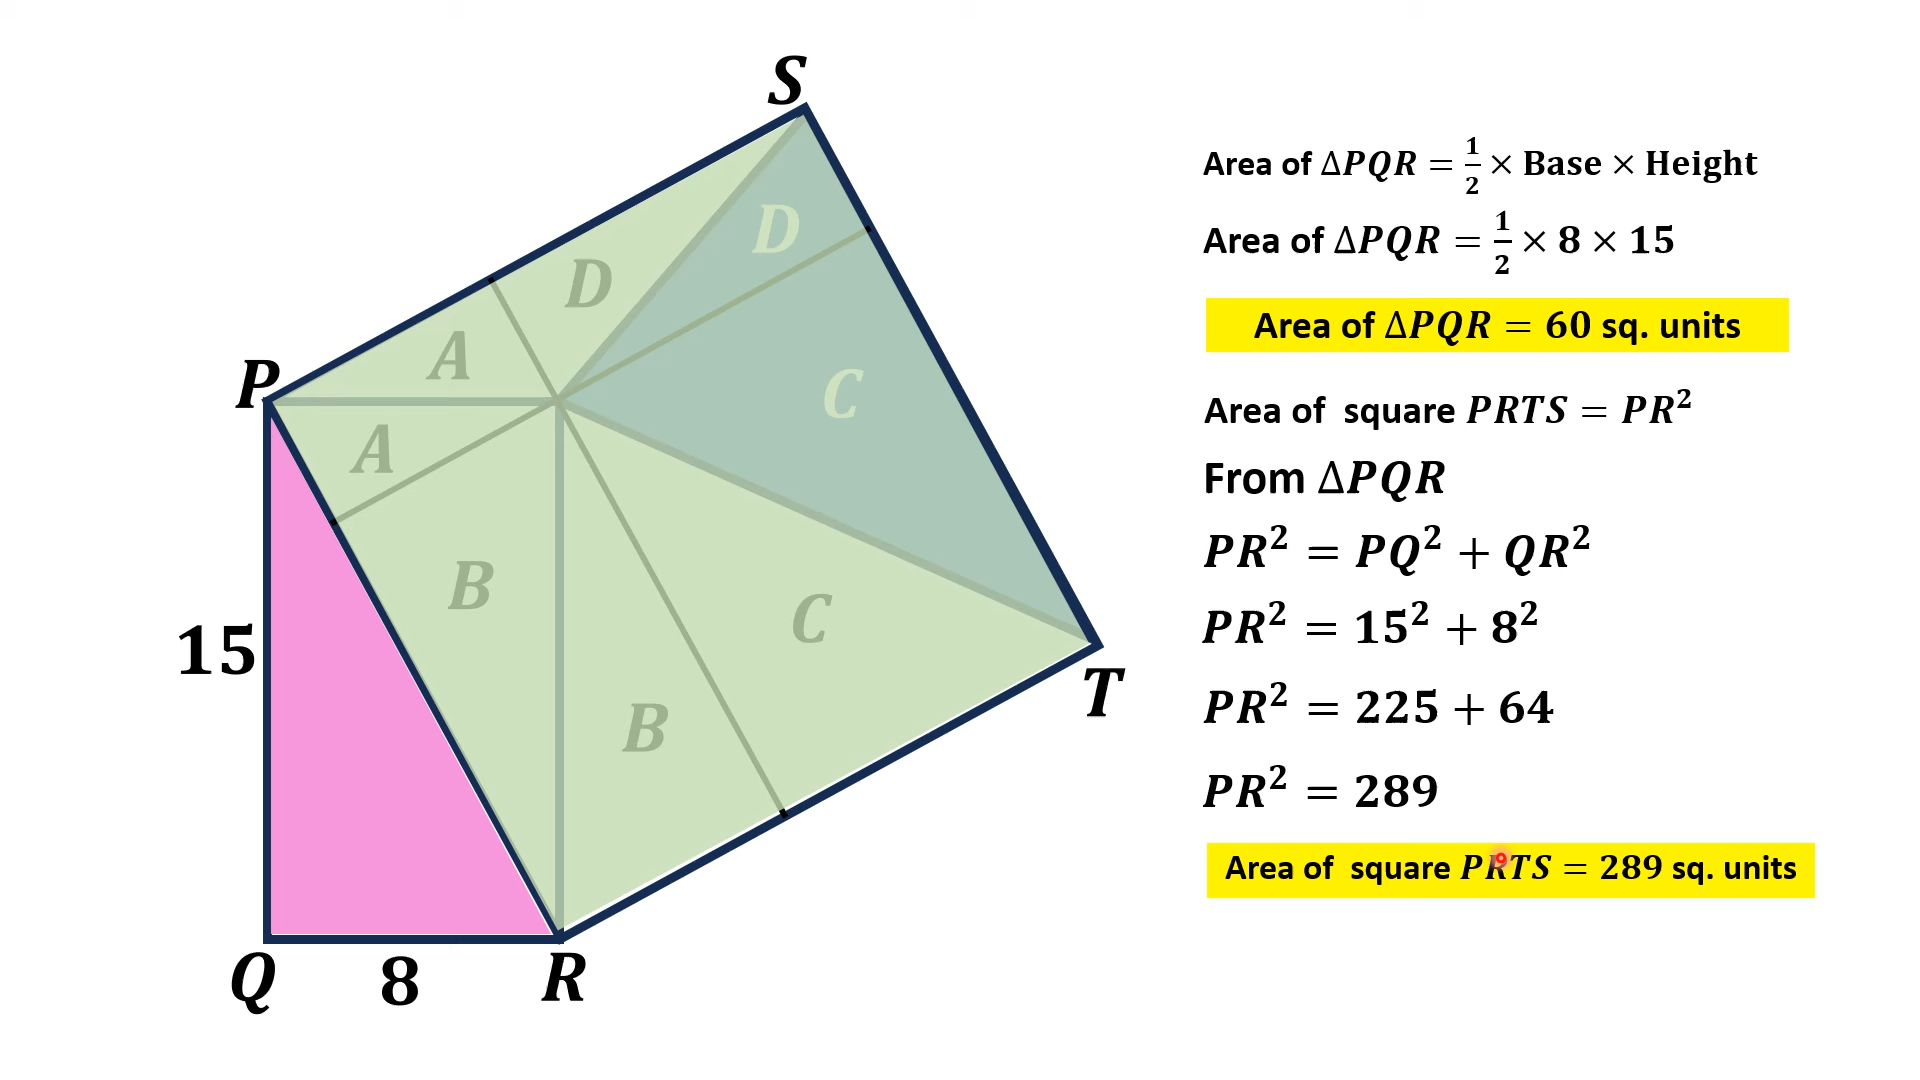 S
D
D
A
P
C
A
B
C
15
T
B
Q
8
R
Area of ΔPQR = 1/2 × Base × Height
Area of ΔPQR = 1/2 × 8 × 15
Area of ΔPQR = 60 sq. units
Area of square PRTS = PR²
From ΔPQR
PR² = PQ² + QR²
PR² = 15² + 8²
PR² = 225 + 64
PR² = 289
Area of square PRTS = 289 sq. units